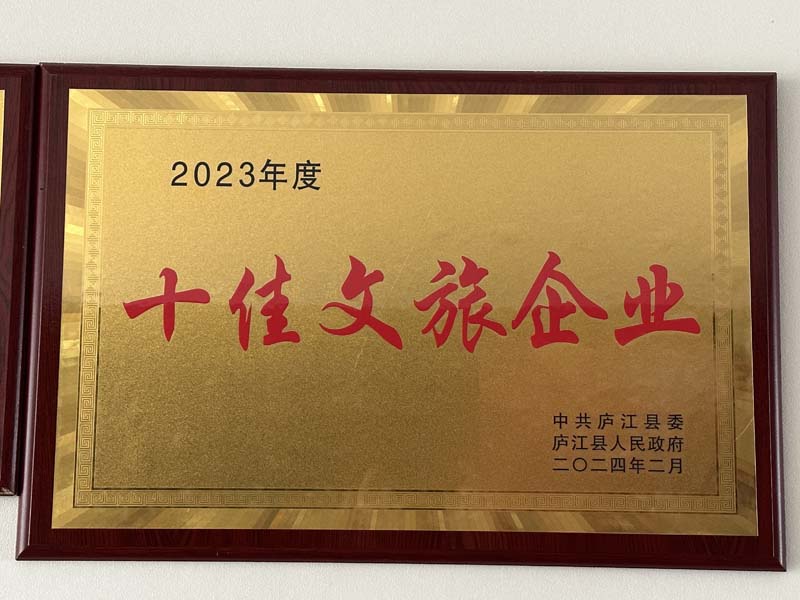 2023年度
十佳文旅企业
中共庐江县委
庐江县人民政府
二〇二四年二月